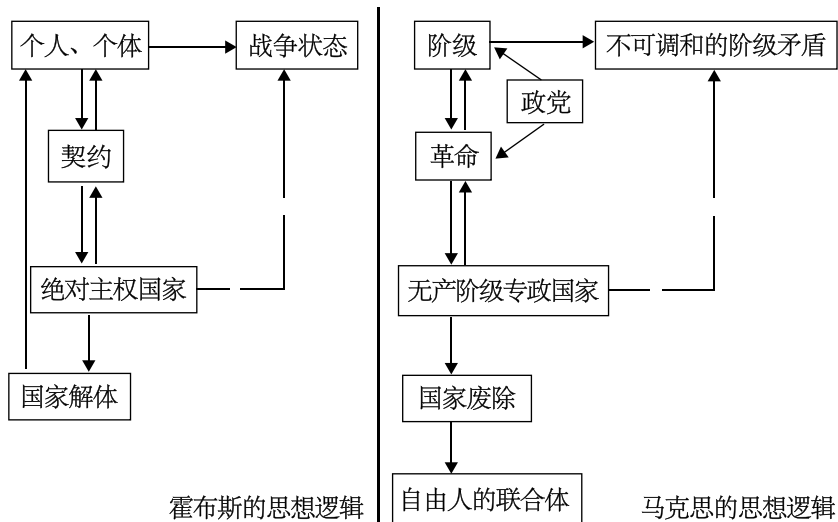 个人、个体
战争状态
契约
绝对主权国家
国家解体
霍布斯的思想逻辑
阶级
不可调和的阶级矛盾
政党
革命
无产阶级专政国家
国家废除
自由人的联合体
马克思的思想逻辑